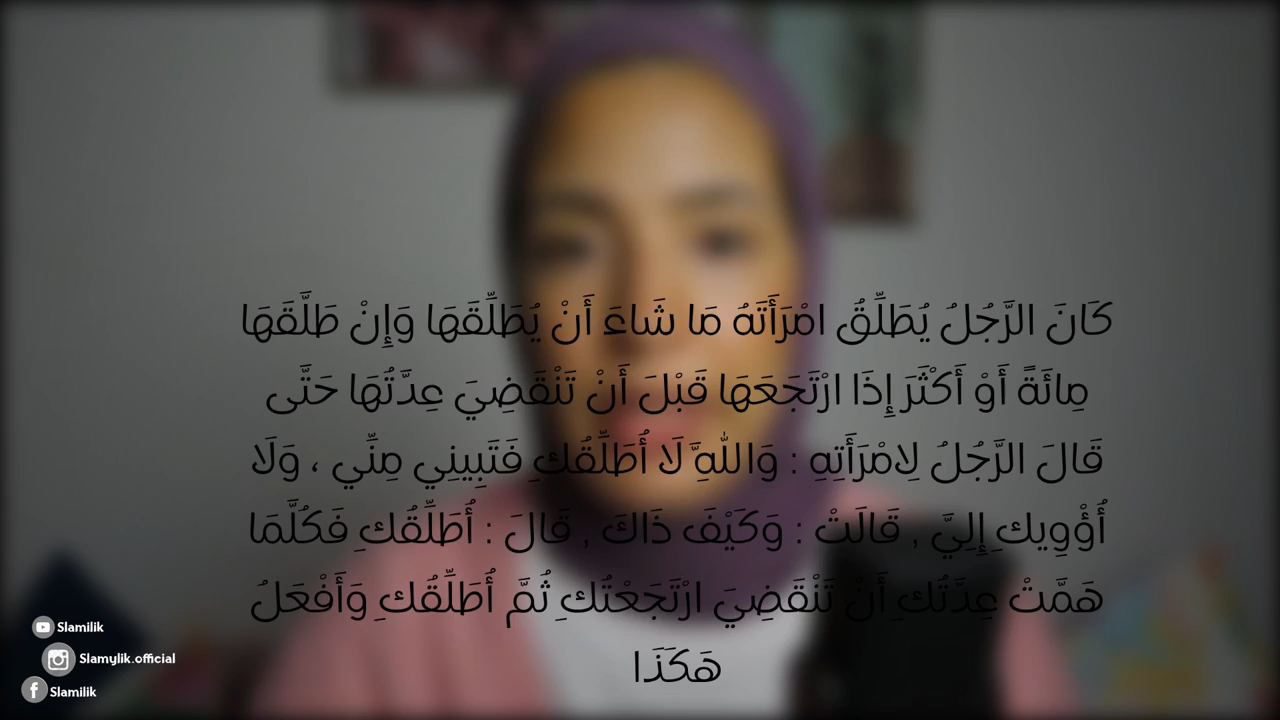 كَانَ الرَّجُلُ يُطَلِّقُ امْرَأَتَهُ مَا شَاءَ أَنْ يُطَلِّقَهَا وَإِنْ طَلَّقَهَا
مِائَةً أَوْ أَكْثَرَ إِذَا ارْتَجَعَهَا قَبْلَ أَنْ تَنْقَضِيَ عِدَّتُهَا حَتَّى
قَالَ الرَّجُلُ لِامْرَأَتِهِ : وَاللَّهِ لَا أُطَلِّقُكِ فَتَبِينِي مِنِّي ، وَلَا
أُؤْوِيكِ إِلَيَّ , قَالَتْ : وَكَيْفَ ذَاكَ , قَالَ : أُطَلِّقُكِ فَكُلَّمَا
هَمَّتْ عِدَّتُكِ أَنْ تَنْقَضِيَ ارْتَجَعْتُكِ ثُمَّ أُطَلِّقُكِ وَأَفْعَلُ
هَكَذَا
Slamilik
Slamylik.official
Slamilik